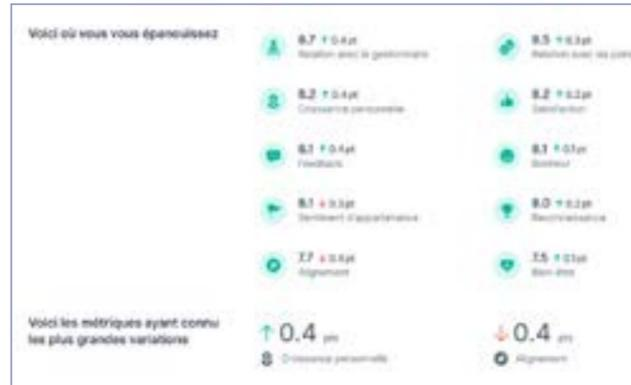 Voici où vous vous épanouissez
8.7 ↑ 0.4 pt
Relation avec le gestionnaire
8.5 ↑ 0.3 pt
Relation avec les pairs
8.2 ↑ 0.4 pt
Croissance personnelle
8.2 ↑ 0.2 pt
Satisfaction
8.1 ↑ 0.4 pt
Feedback
8.1 ↑ 0.1 pt
Bonheur
8.1 ↓ 0.3 pt
Sentiment d'appartenance
8.0 ↑ 0.2 pt
Reconnaissance
7.7 ↓ 0.4 pt
Alignement
7.5 ↑ 0.1 pt
Bien-être
Voici les métriques ayant connu
les plus grandes variations
↑ 0.4 pts
Croissance personnelle
↓ 0.4 pts
Alignement